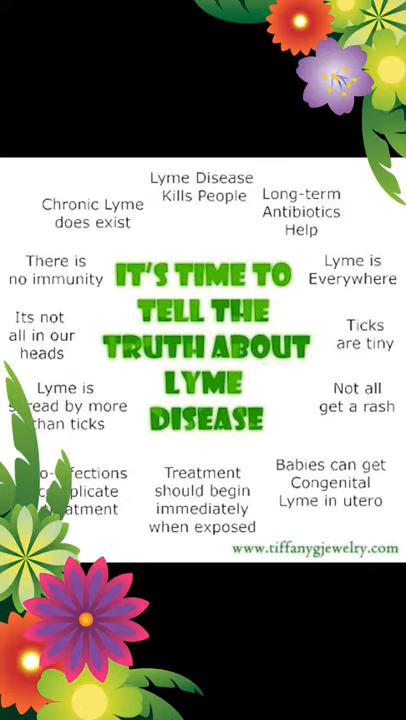 Lyme Disease
Kills People
Chronic Lyme
does exist
Long-term
Antibiotics
Help
There is
no immunity
IT'S TIME TO
TELL THE
TRUTH ABOUT
LYME
DISEASE
Lyme is
Everywhere
Its not
all in our
heads
Ticks
are tiny
Lyme is
spread by more
than ticks
Not all
get a rash
Treatment
should begin
immediately
when exposed
Babies can get
Congenital
Lyme in utero
www.tiffanygjewelry.com